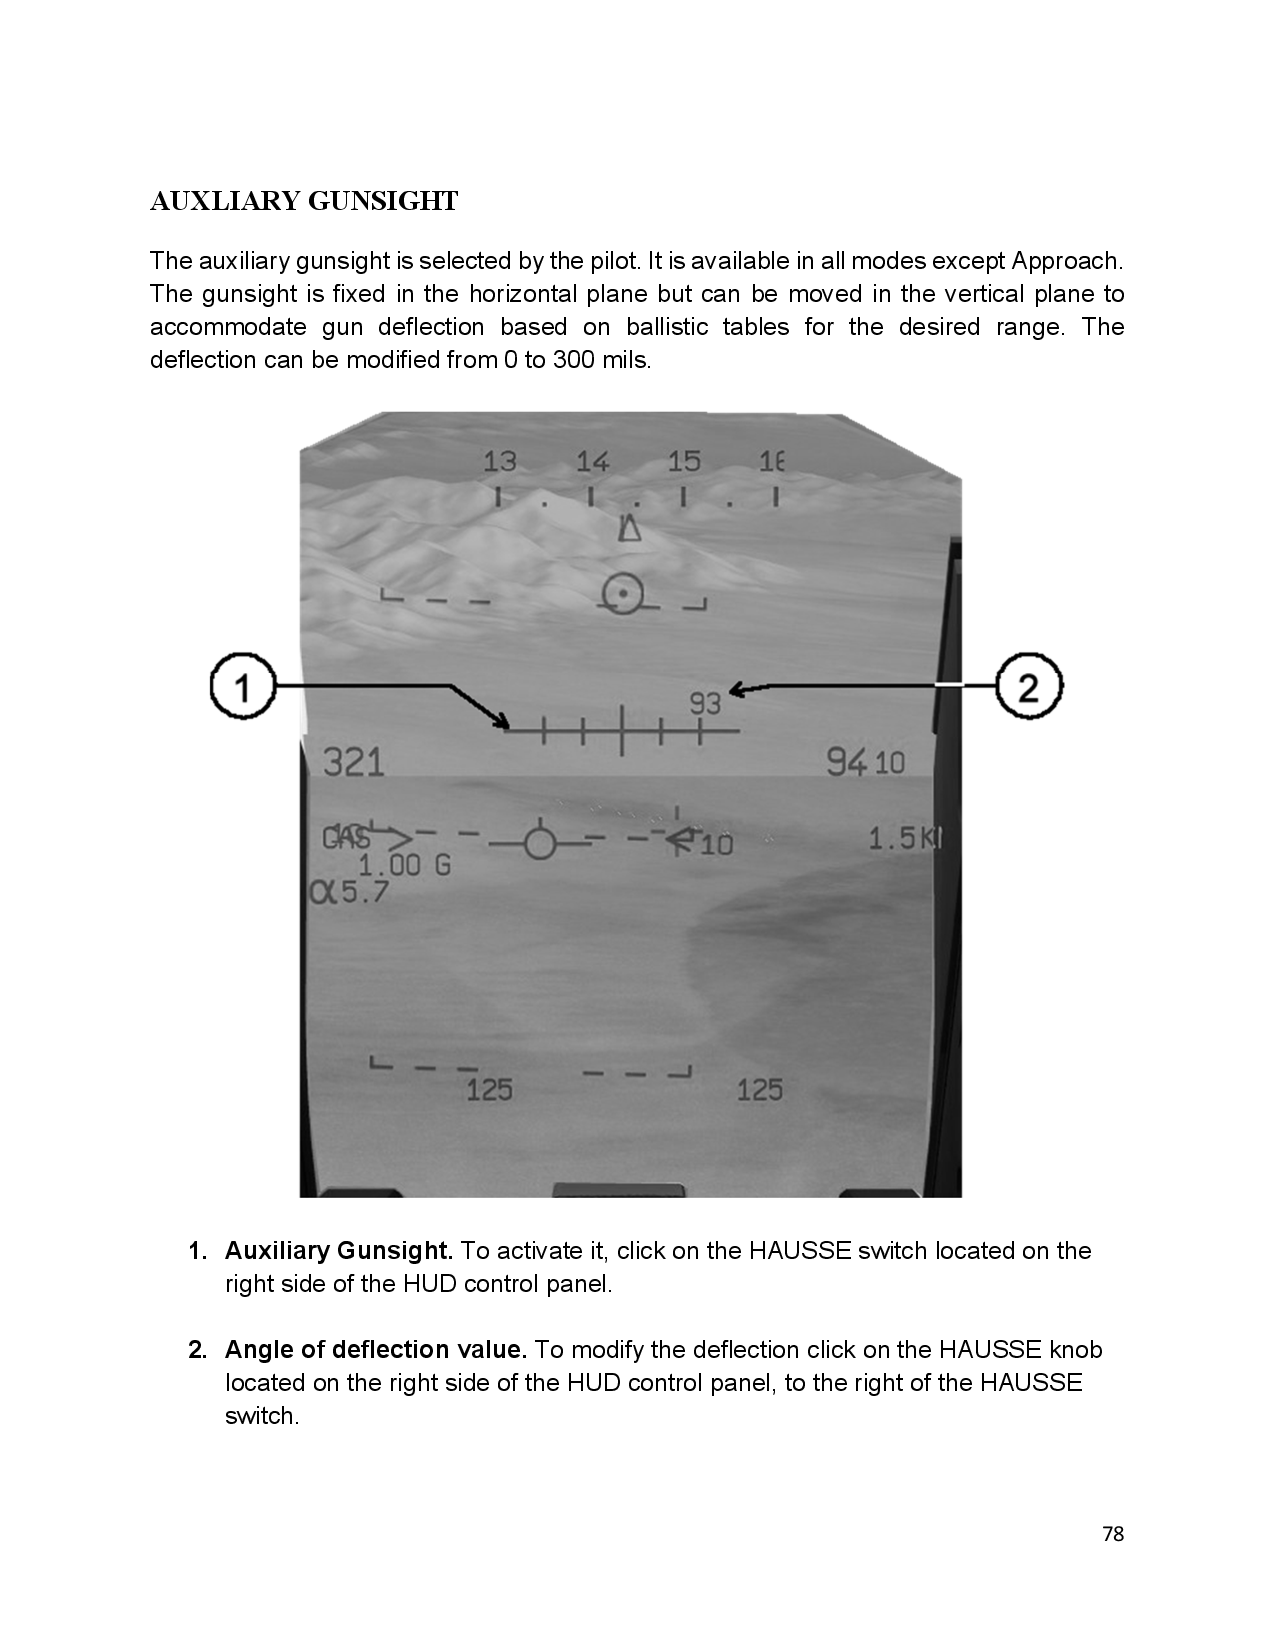 AUXLIARY GUNSIGHT
The auxiliary gunsight is selected by the pilot. It is available in all modes except Approach.
The gunsight is fixed in the horizontal plane but can be moved in the vertical plane to
accommodate gun deflection based on ballistic tables for the desired range. The
deflection can be modified from 0 to 300 mils.
13 14 15
1 2
93
321 94 10
10 1.5K
1.00 G
α5.7
125 125
1. Auxiliary Gunsight. To activate it, click on the HAUSSE switch located on the
right side of the HUD control panel.
2. Angle of deflection value. To modify the deflection click on the HAUSSE knob
located on the right side of the HUD control panel, to the right of the HAUSSE
switch.
78